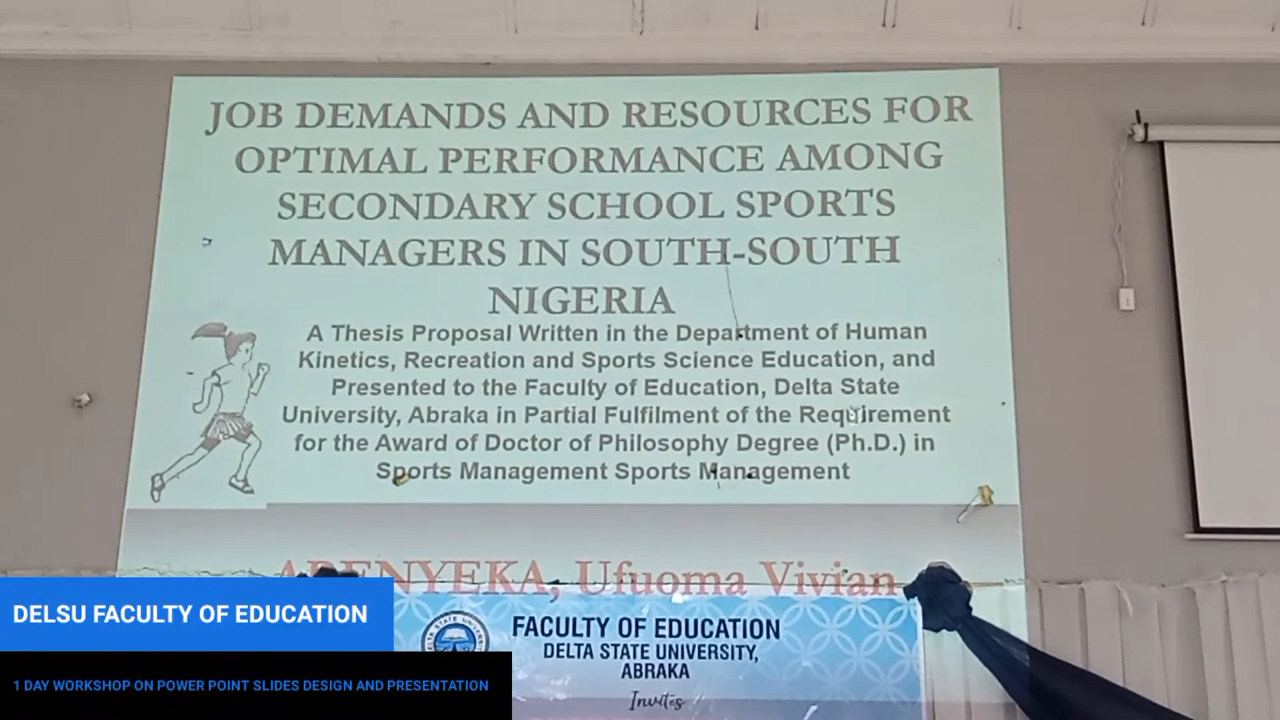 JOB DEMANDS AND RESOURCES FOR
OPTIMAL PERFORMANCE AMONG
SECONDARY SCHOOL SPORTS
MANAGERS IN SOUTH-SOUTH
NIGERIA
A Thesis Proposal Written in the Department of Human
Kinetics, Recreation and Sports Science Education, and
Presented to the Faculty of Education, Delta State
University, Abraka in Partial Fulfilment of the Requirement
for the Award of Doctor of Philosophy Degree (Ph.D.) in
Sports Management Sports Management
Ufuoma Vivian
DELSU FACULTY OF EDUCATION
1 DAY WORKSHOP ON POWER POINT SLIDES DESIGN AND PRESENTATION
FACULTY OF EDUCATION
DELTA STATE UNIVERSITY,
ABRAKA
Invites